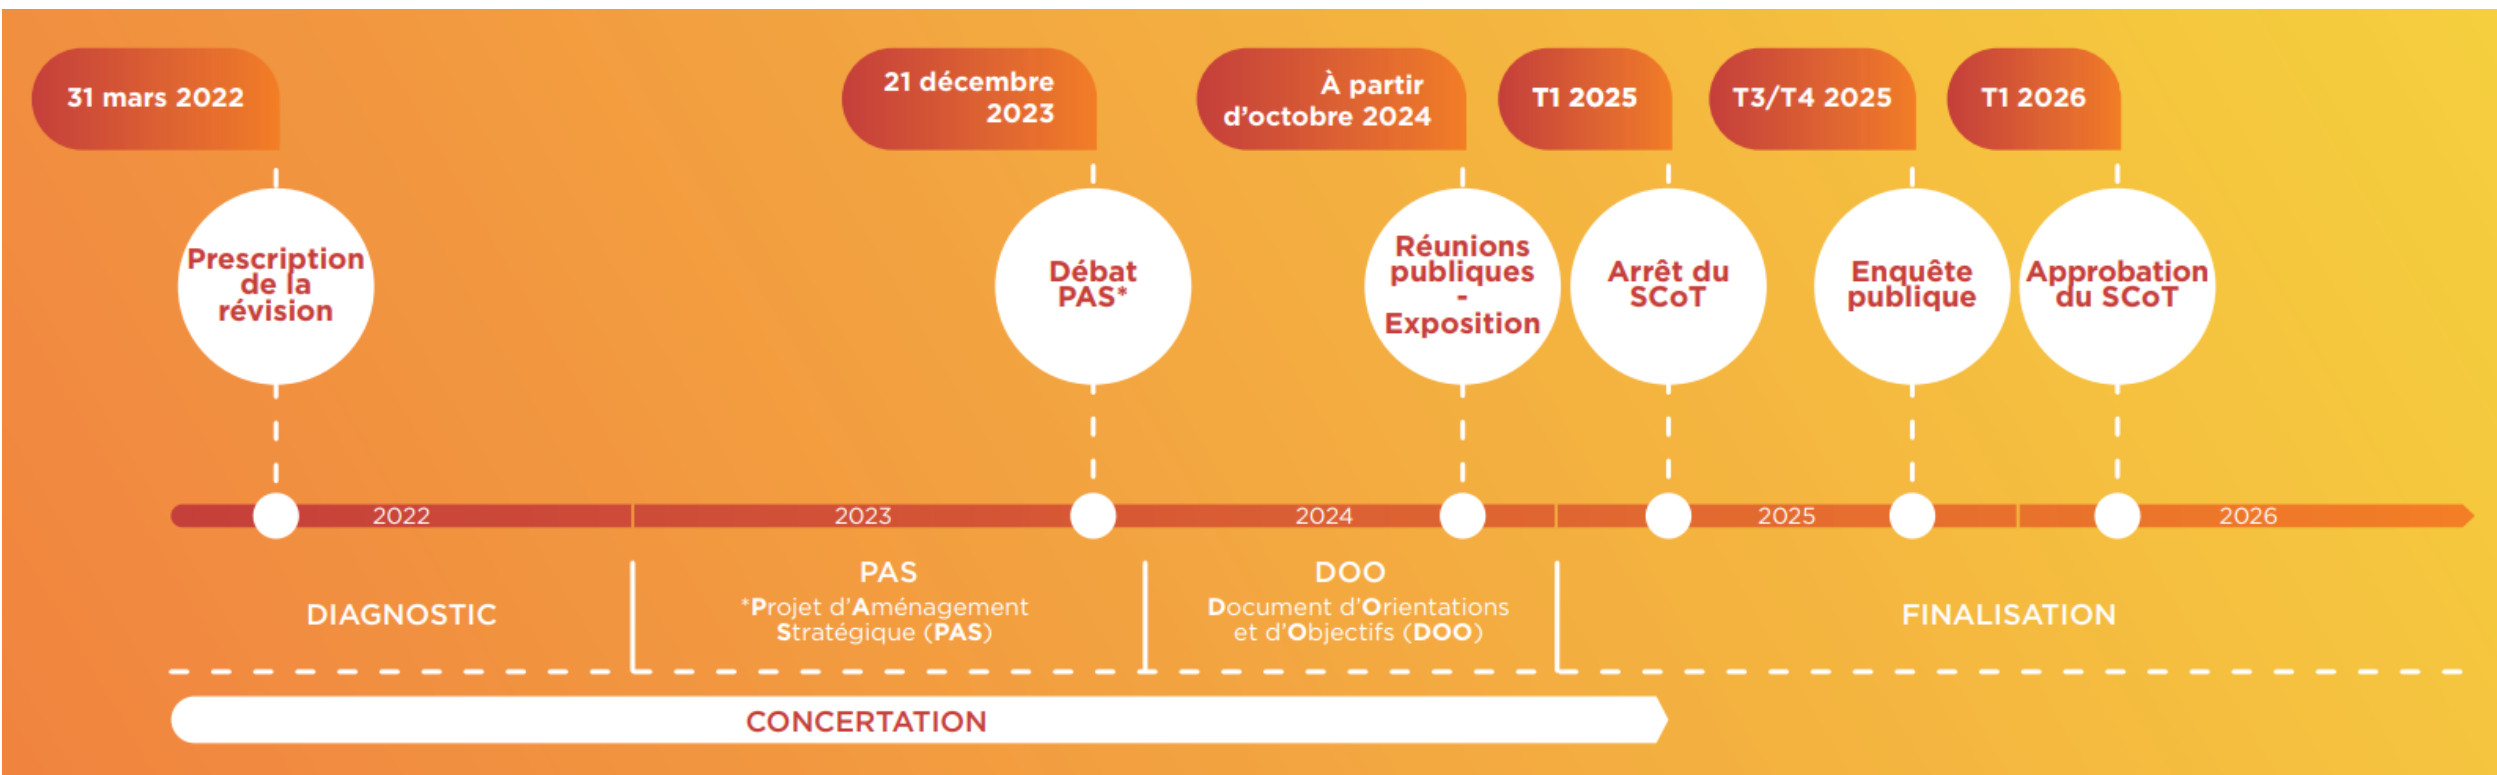 31 mars 2022
21 décembre
2023
À partir
d'octobre 2024
T1 2025
T3/T4 2025
T1 2026
Prescription
de la
révision
Débat
PAS*
Réunions
publiques
-
Exposition
Arrêt du
SCoT
Enquête
publique
Approbation
du SCoT
2022
2023
2024
2025
2026
DIAGNOSTIC
PAS
*Projet d'Aménagement
Stratégique (PAS)
DOO
Document d'Orientations
et d'Objectifs (DOO)
FINALISATION
CONCERTATION